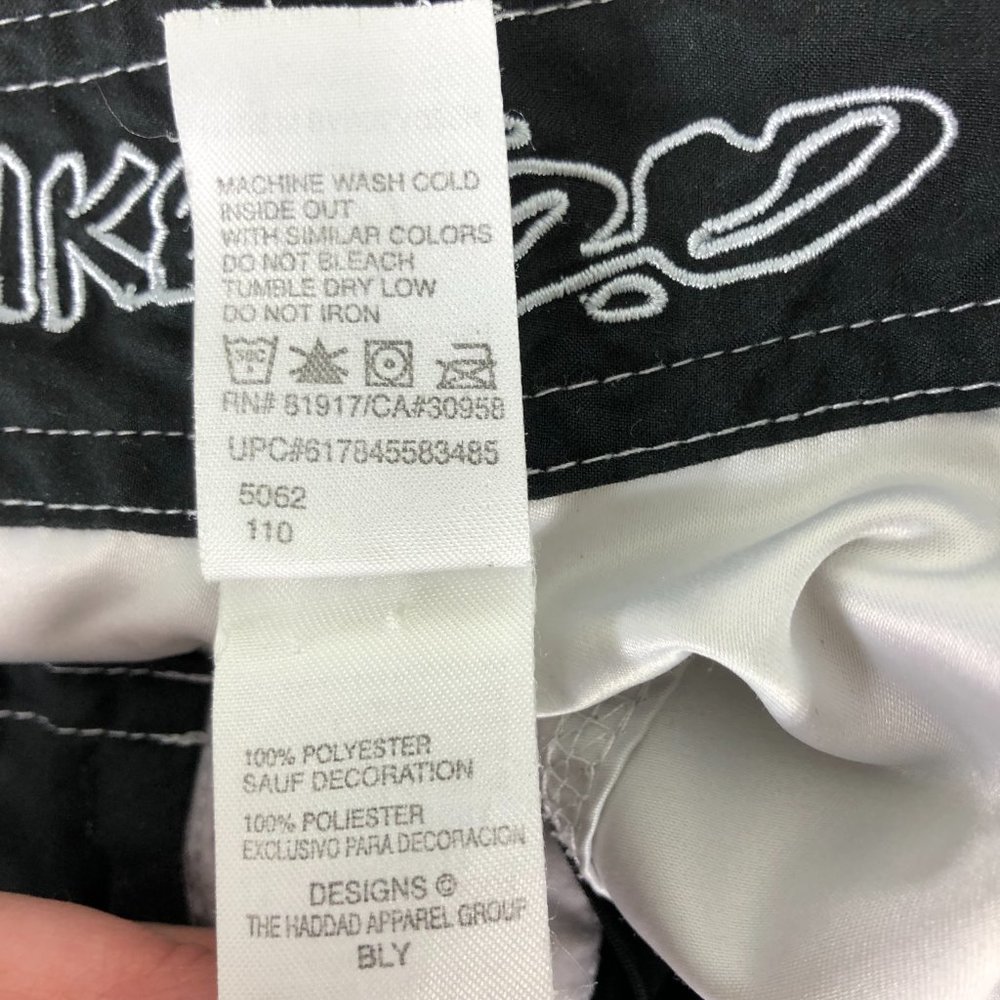 MACHINE WASH COLD
INSIDE OUT
WITH SIMILAR COLORS
DO NOT BLEACH
TUMBLE DRY LOW
DO NOT IRON
30C
RN# 81917/CA#30958
UPC#617845583485
5062
110
100% POLYESTER
SAUF DECORATION
100% POLIESTER
EXCLUSIVO PARA DECORACION
DESIGNS ©
THE HADDAD APPAREL GROUP
BLY